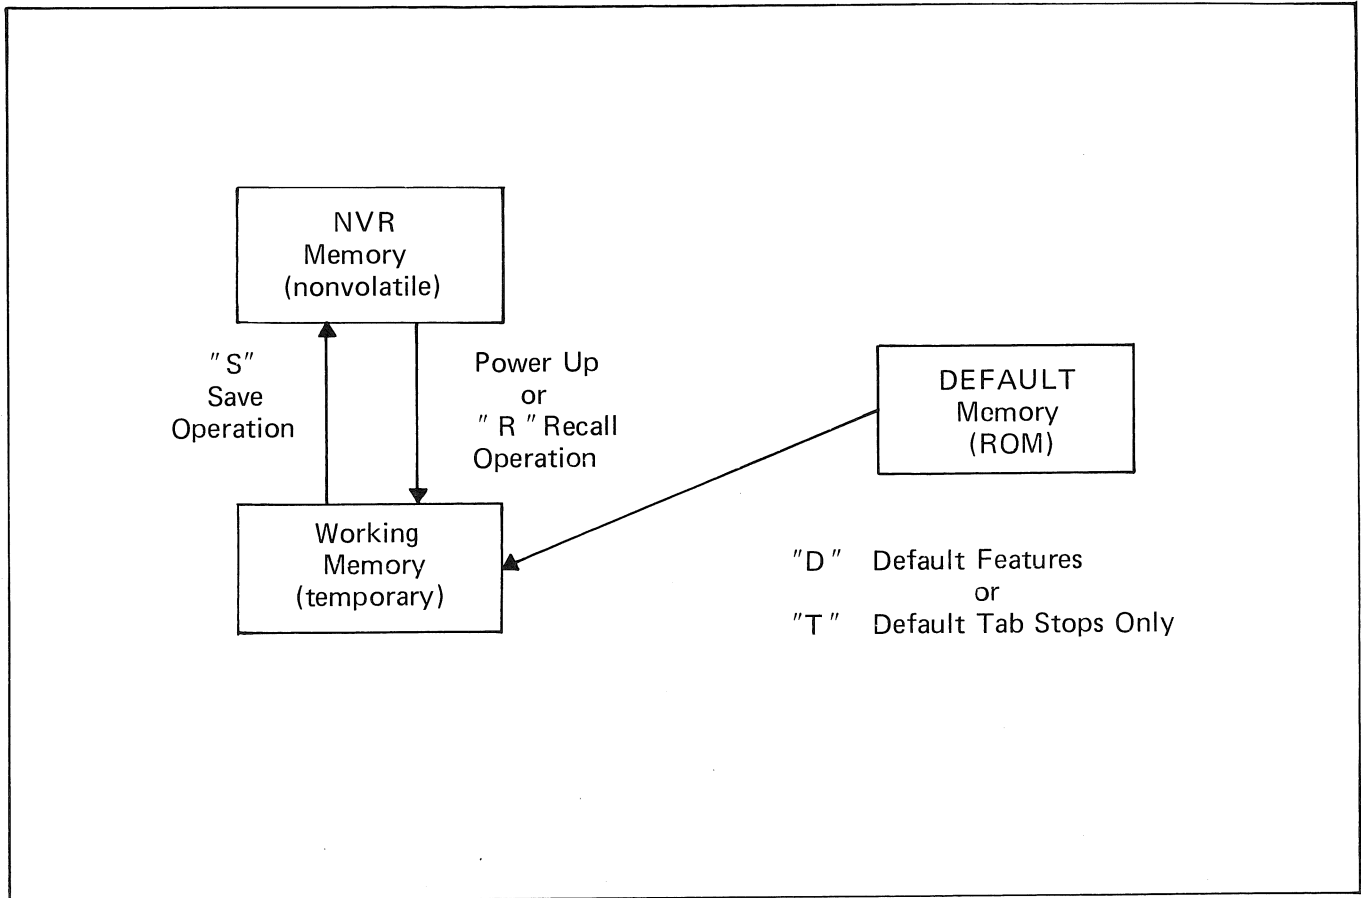 NVR
Memory
(nonvolatile)
"S"
Save
Operation
Power Up
or
"R" Recall
Operation
Working
Memory
(temporary)
DEFAULT
Memory
(ROM)
"D" Default Features
or
"T" Default Tab Stops Only